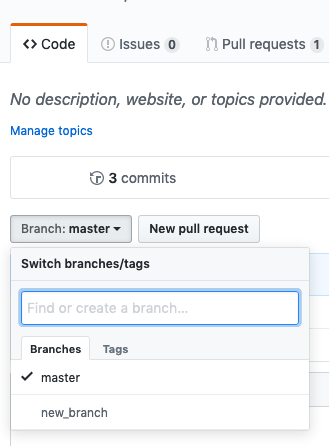 Code Issues 0 Pull requests 1
No description, website, or topics provided.
Manage topics
3 commits
Branch: master New pull request
Switch branches/tags
Find or create a branch...
Branches Tags
master
new_branch